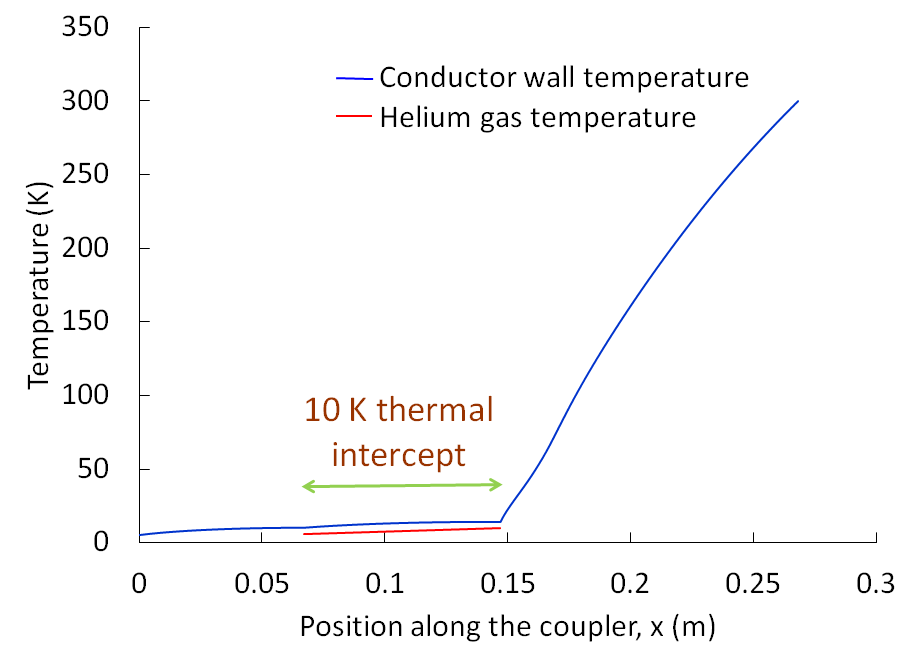 350
300
250
200
150
100
50
0
Temperature (K)
Conductor wall temperature
Helium gas temperature
10 K thermal
intercept
0 0.05 0.1 0.15 0.2 0.25 0.3
Position along the coupler, x (m)